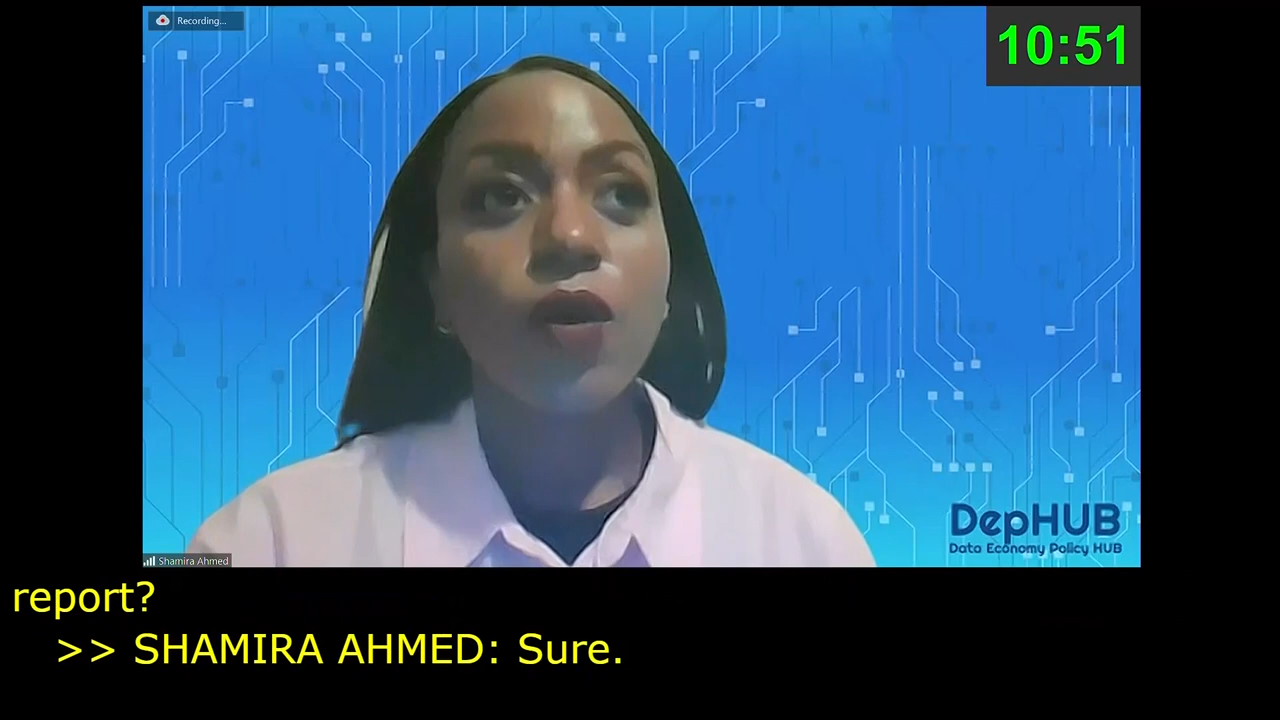 Recording...
10:51
DepHUB
Data Economy Policy HUB
Shamira Ahmed
report?
>> SHAMIRA AHMED: Sure.